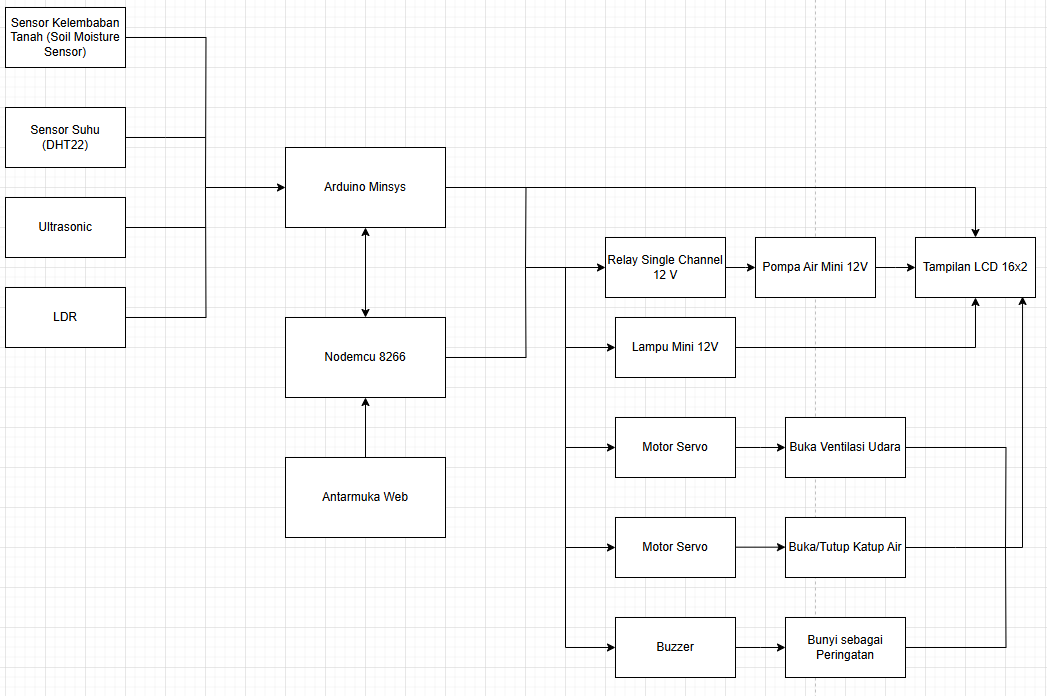 Sensor Kelembaban
Tanah (Soil Moisture
Sensor)
Sensor Suhu
(DHT22)
Ultrasonic
LDR
Arduino Minsys
Nodemcu 8266
Antarmuka Web
Relay Single Channel
12 V
Pompa Air Mini 12V
Tampilan LCD 16x2
Lampu Mini 12V
Motor Servo
Buka Ventilasi Udara
Motor Servo
Buka/Tutup Katup Air
Buzzer
Bunyi sebagai
Peringatan